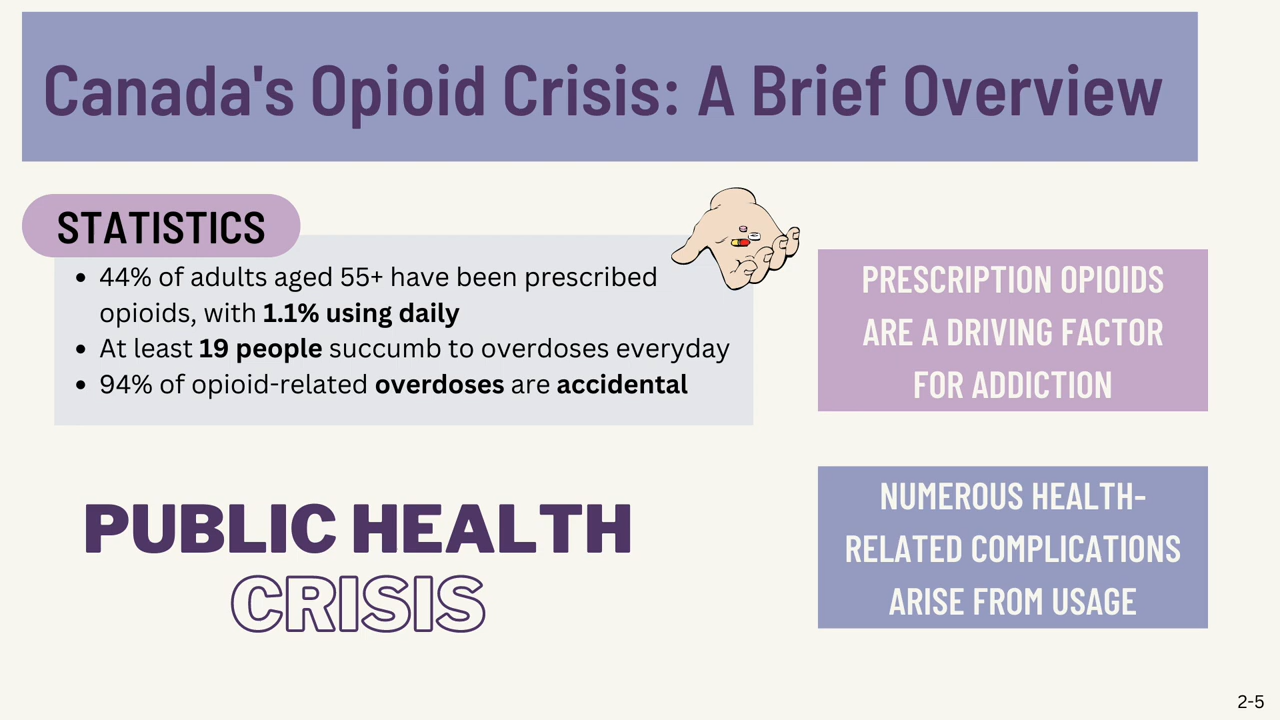 Canada's Opioid Crisis: A Brief Overview
STATISTICS
• 44% of adults aged 55+ have been prescribed
opioids, with 1.1% using daily
• At least 19 people succumb to overdoses everyday
• 94% of opioid-related overdoses are accidental
PRESCRIPTION OPIOIDS
ARE A DRIVING FACTOR
FOR ADDICTION
PUBLIC HEALTH
CRISIS
NUMEROUS HEALTH-
RELATED COMPLICATIONS
ARISE FROM USAGE
2-5